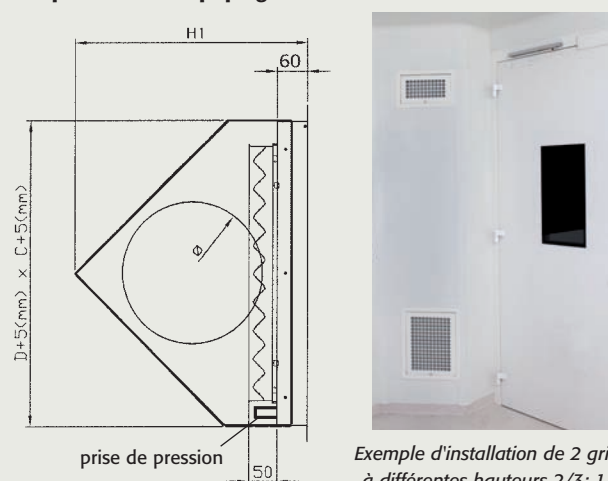 H1
60
D+5(mm) x C+5(mm)
Φ
prise de pression
50
Exemple d'installation de 2
à différentes hauteurs 2/3; 1